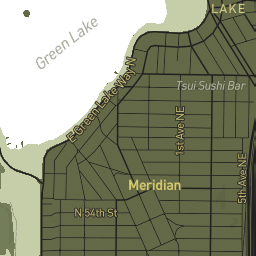 LAKE
Green Lake
E Green Lake Way N
Tsui Sushi Bar
1st Ave NE
Meridian
5th Ave NE
N 54th St